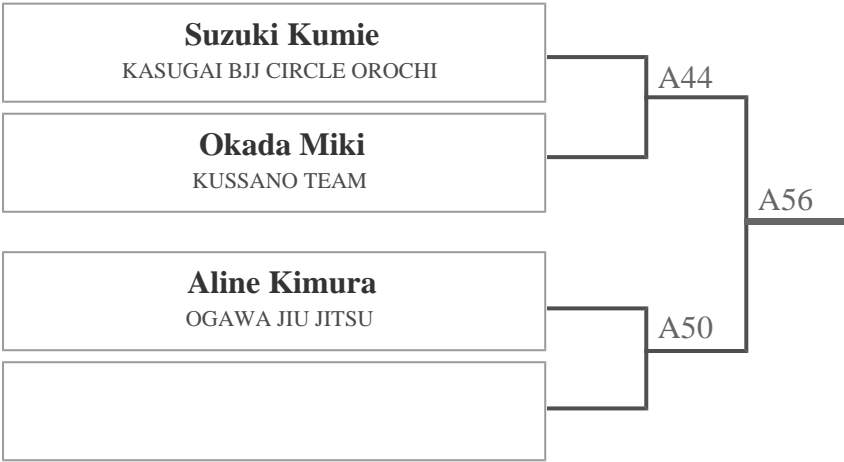 Suzuki Kumie
KASUGAI BJJ CIRCLE OROCHI
A44
Okada Miki
KUSSANO TEAM
A56
Aline Kimura
OGAWA JIU JITSU
A50